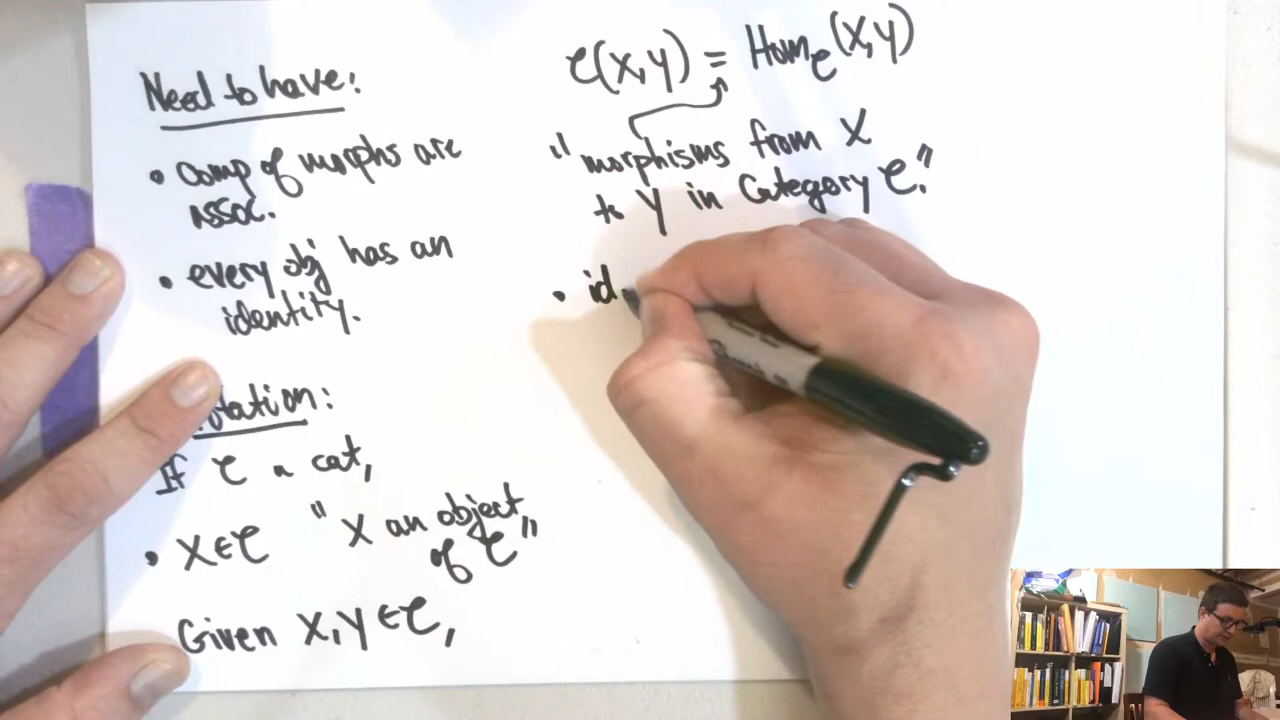 Need to have:
• comp of morphs are
assoc.
• every obj has an
identity.
otation:
If C a cat,
• X∈C "X an object
of C"
Given X,Y∈C,
C(X,Y) = Hom_C(X,Y)
"morphisms from X
to Y in Category C."
• id